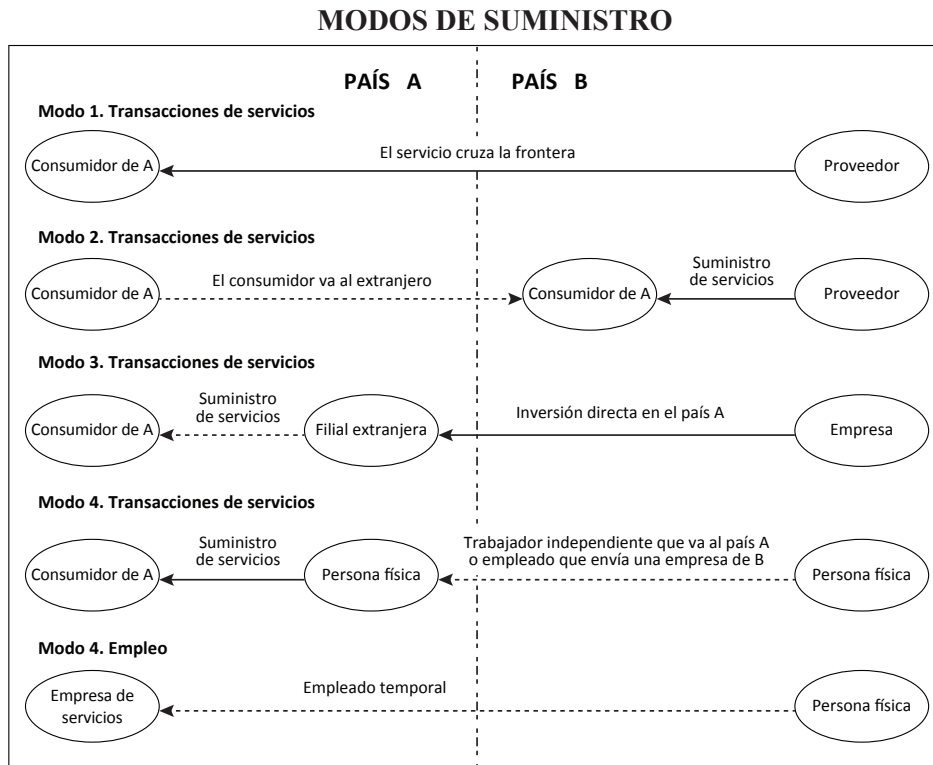 MODOS DE SUMINISTRO
PAÍS A
PAÍS B
Modo 1. Transacciones de servicios
Consumidor de A
El servicio cruza la frontera
Proveedor
Modo 2. Transacciones de servicios
Consumidor de A
El consumidor va al extranjero
Consumidor de A
Suministro
de servicios
Proveedor
Modo 3. Transacciones de servicios
Consumidor de A
Suministro
de servicios
Filial extranjera
Inversión directa en el país A
Empresa
Modo 4. Transacciones de servicios
Consumidor de A
Suministro
de servicios
Persona física
Trabajador independiente que va al país A
o empleado que envía una empresa de B
Persona física
Modo 4. Empleo
Empresa de
servicios
Empleado temporal
Persona física